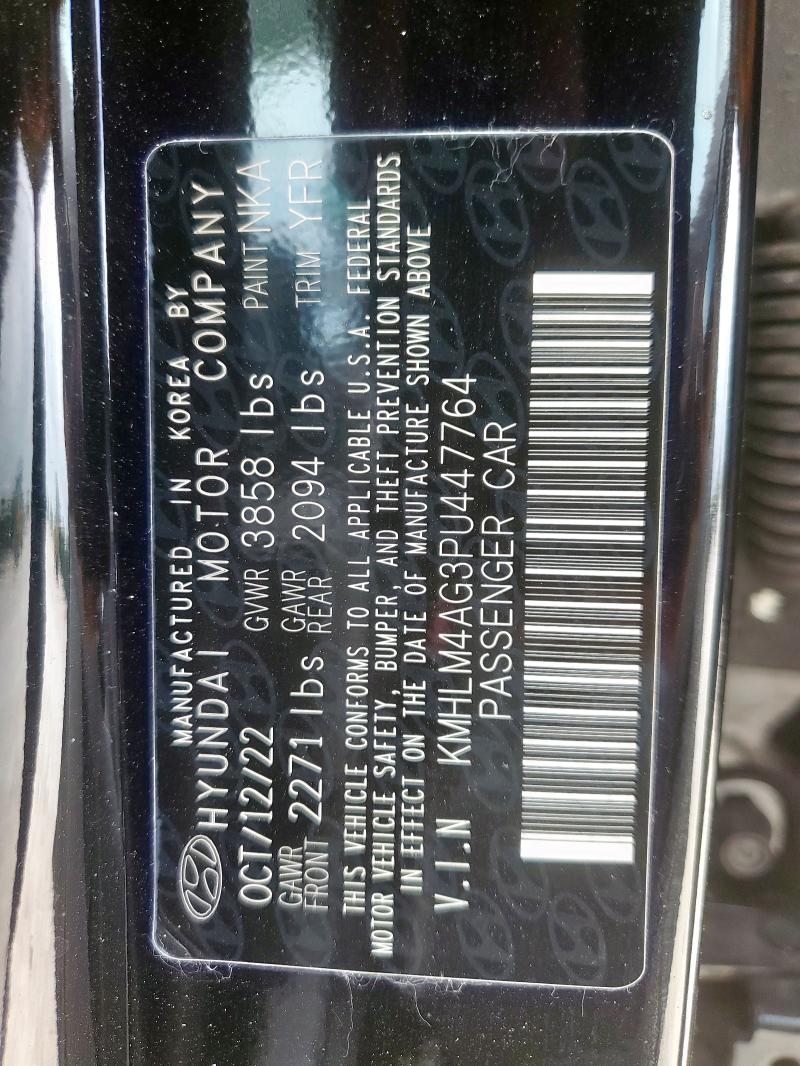 MANUFACTURED IN KOREA BY
HYUNDAI MOTOR COMPANY
OCT/12/22 GVWR 3858 lbs PAINT NKA
GAWR FRONT 2271 lbs GAWR REAR 2094 lbs TRIM YFR
THIS VEHICLE CONFORMS TO ALL APPLICABLE U.S.A. FEDERAL
MOTOR VEHICLE SAFETY, BUMPER, AND THEFT PREVENTION STANDARDS
IN EFFECT ON THE DATE OF MANUFACTURE SHOWN ABOVE
V.I.N KMHLM4AG3PU447764
PASSENGER CAR